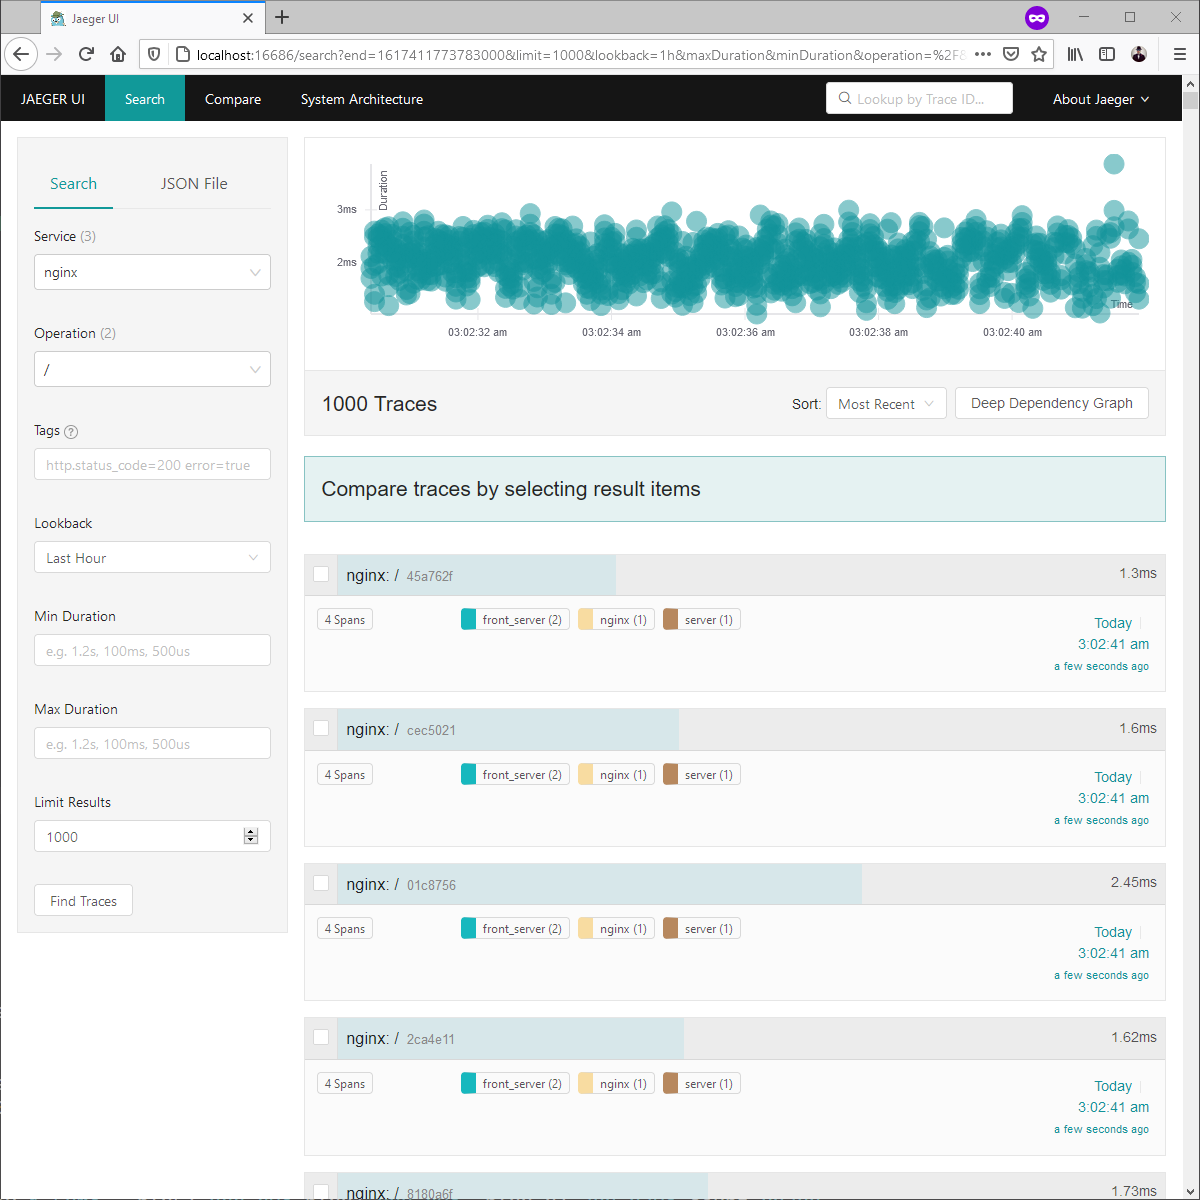 Jaeger UI
localhost:16686/search?end=1617411773783000&limit=1000&lookback=1h&maxDuration&minDuration&operation=%2F&
JAEGER UI Search Compare System Architecture Lookup by Trace ID... About Jaeger
Search JSON File
Service (3)
nginx
Operation (2)
/
Tags ?
http.status_code=200 error=true
Lookback
Last Hour
Min Duration
e.g. 1.2s, 100ms, 500us
Max Duration
e.g. 1.2s, 100ms, 500us
Limit Results
1000
Find Traces
Duration
3ms
2ms
Time
03:02:32 am 03:02:34 am 03:02:36 am 03:02:38 am 03:02:40 am
1000 Traces Sort: Most Recent Deep Dependency Graph
Compare traces by selecting result items
nginx: / 45a762f 1.3ms
4 Spans front_server (2) nginx (1) server (1) Today
3:02:41 am
a few seconds ago
nginx: / cec5021 1.6ms
4 Spans front_server (2) nginx (1) server (1) Today
3:02:41 am
a few seconds ago
nginx: / 01c8756 2.45ms
4 Spans front_server (2) nginx (1) server (1) Today
3:02:41 am
a few seconds ago
nginx: / 2ca4e11 1.62ms
4 Spans front_server (2) nginx (1) server (1) Today
3:02:41 am
a few seconds ago
nginx: / 8180a6f 1.73ms